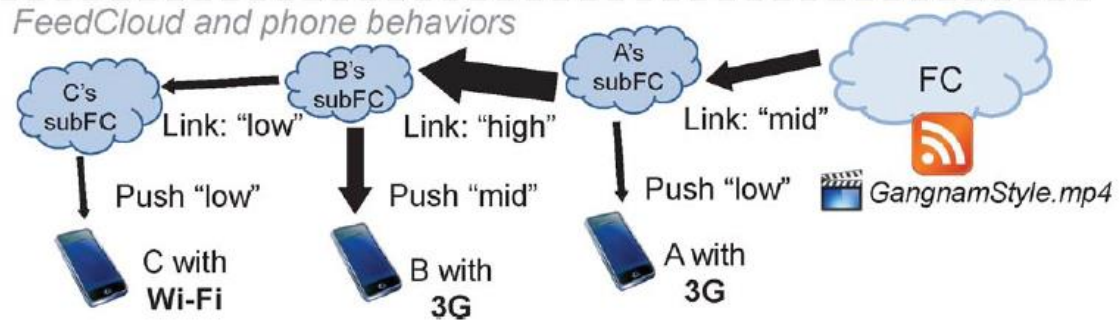 FeedCloud and phone behaviors
C's
subFC
B's
subFC
A's
subFC
FC
Link: "low"
Link: "high"
Link: "mid"
Push "low"
Push "mid"
Push "low"
GangnamStyle.mp4
C with
Wi-Fi
B with
3G
A with
3G